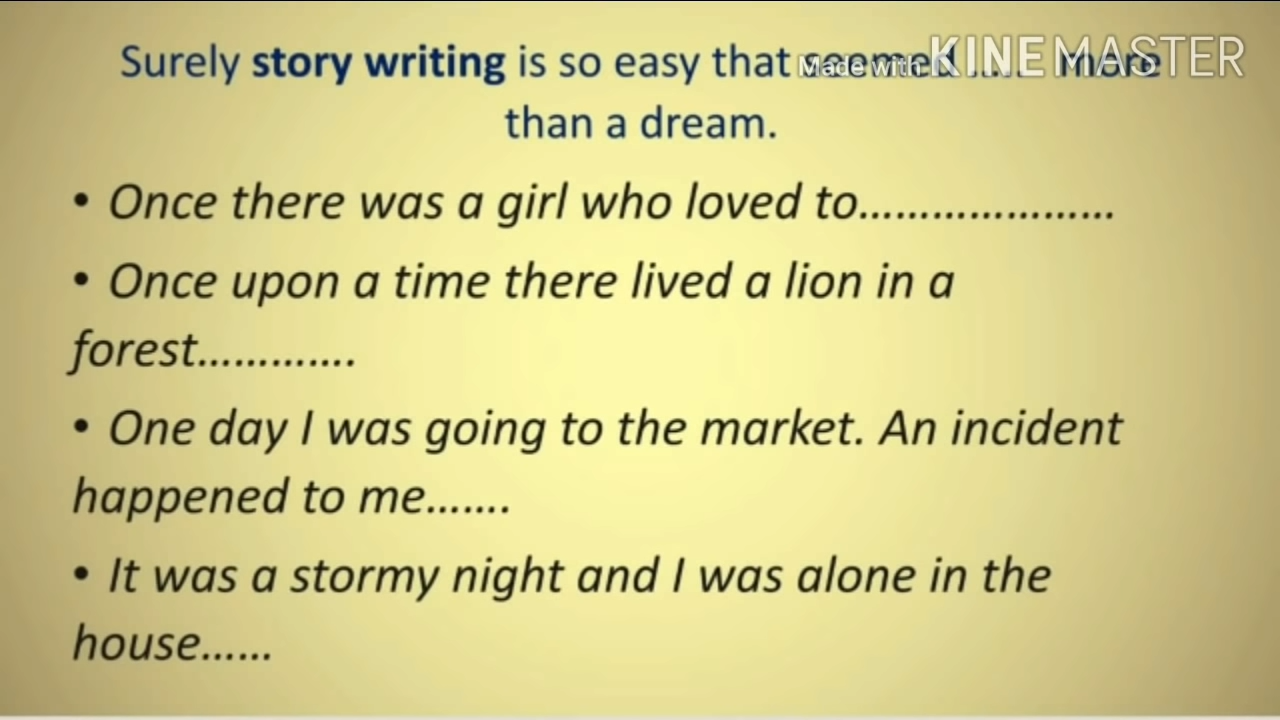 Surely story writing is so easy that seemed ..... more
Made with KINEMASTER
than a dream.
• Once there was a girl who loved to.....................
• Once upon a time there lived a lion in a
forest.............
• One day I was going to the market. An incident
happened to me.......
• It was a stormy night and I was alone in the
house......